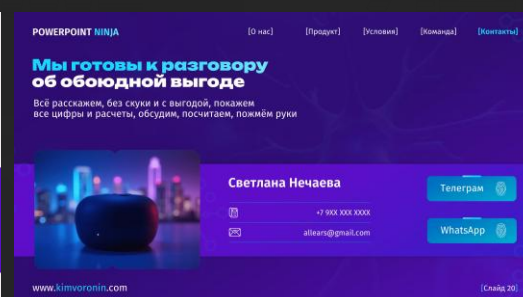 POWERPOINT NINJA
[О нас] [Продукт] [Условия] [Команда] [Контакты]
Мы готовы к разговору
об обоюдной выгоде
Всё расскажем, без скуки и с выгодой, покажем
все цифры и расчеты, обсудим, посчитаем, пожмём руки
Светлана Нечаева
+7 9XX XXX XXXX
allears@gmail.com
Телеграм
WhatsApp
www.kimvoronin.com
[Слайд 20]